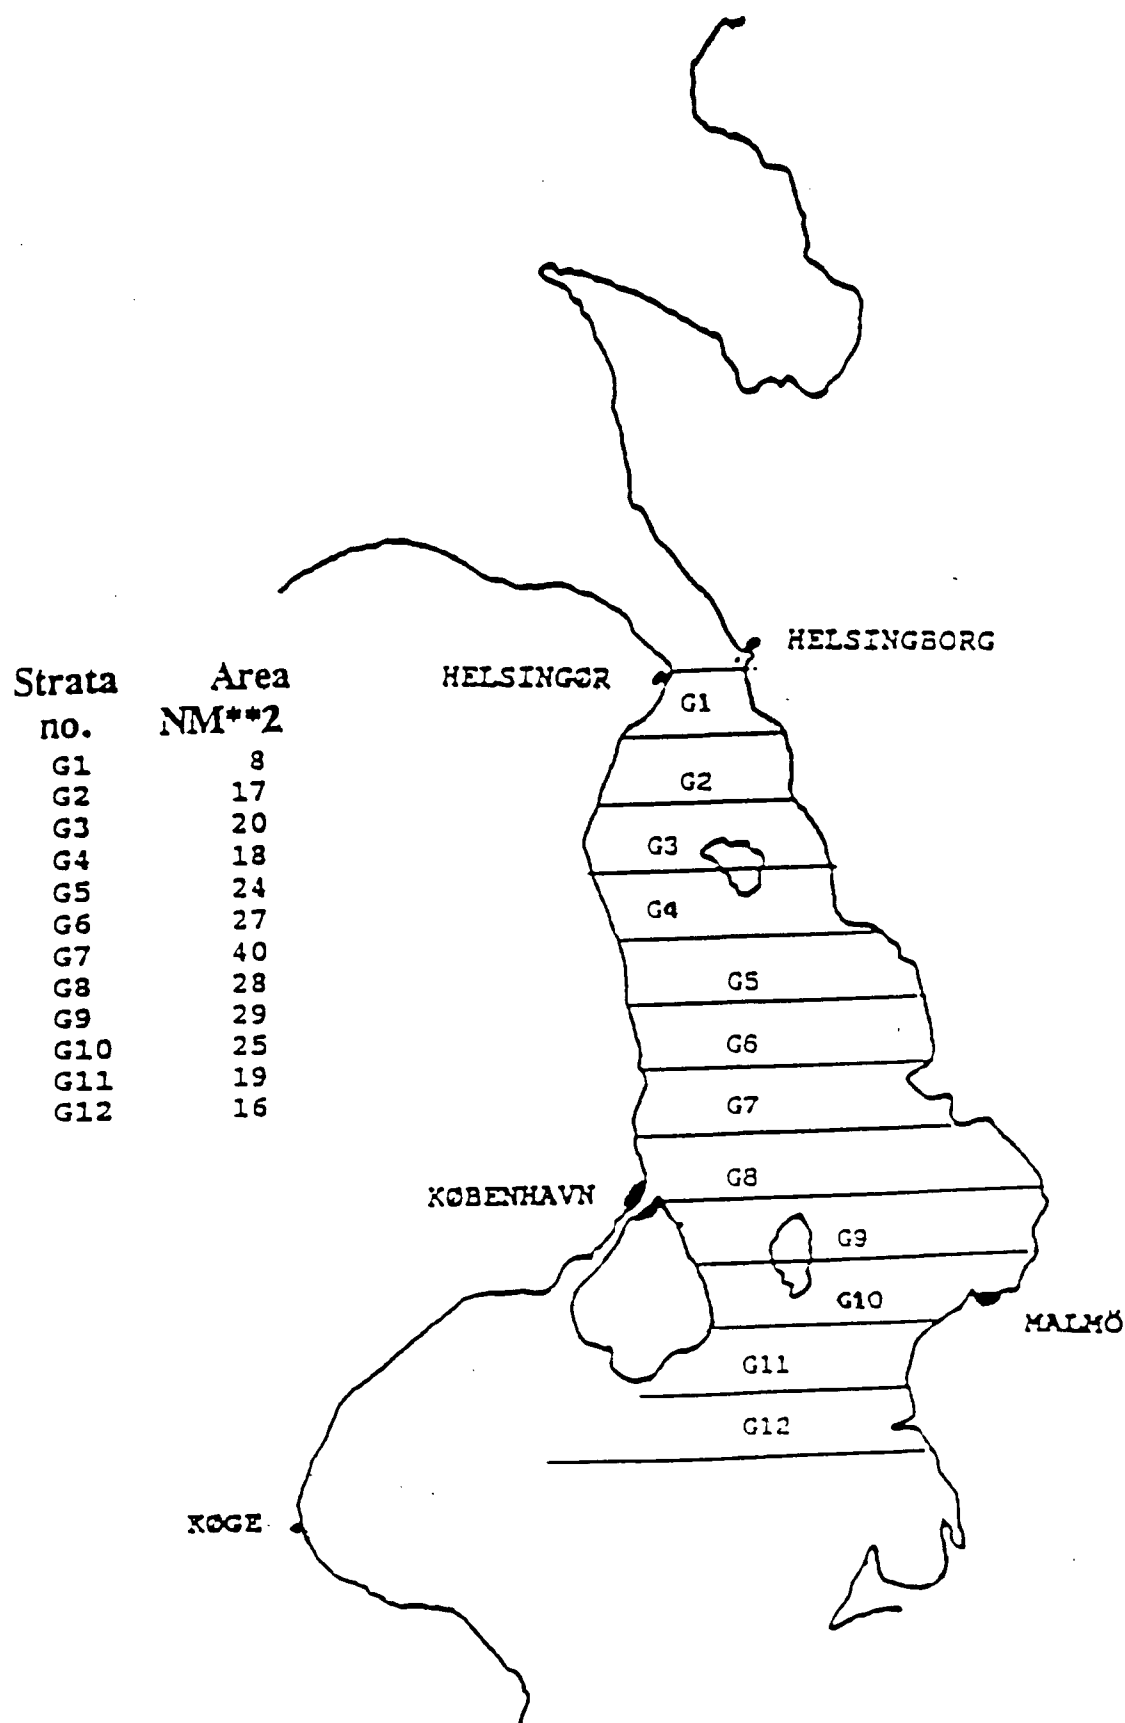 HELSINGBORG
HELSINGØR
Strata Area
no. NM**2
G1 8
G2 17
G3 20
G4 18
G5 24
G6 27
G7 40
G8 28
G9 29
G10 25
G11 19
G12 16
G1
G2
G3
G4
G5
G6
G7
KØBENHAVN
G8
G9
G10
MALMÖ
G11
G12
KØGE